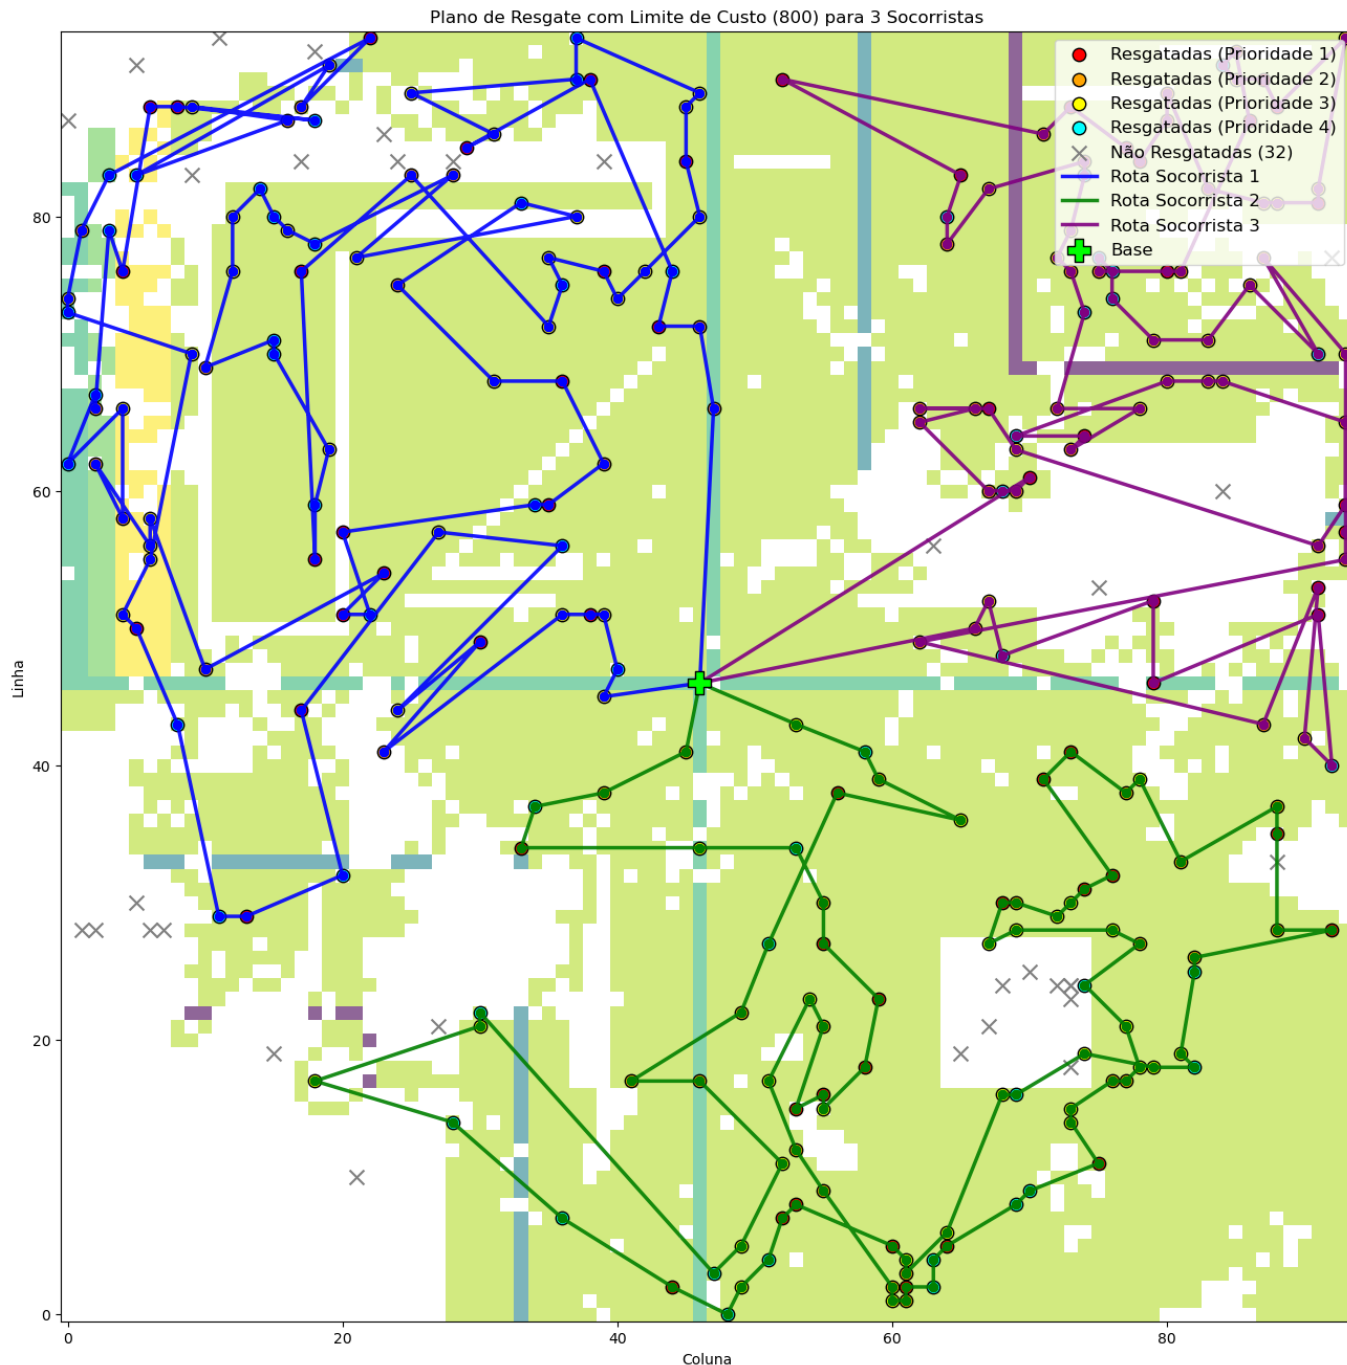 Plano de Resgate com Limite de Custo (800) para 3 Socorristas
Resgatadas (Prioridade 1)
Resgatadas (Prioridade 2)
Resgatadas (Prioridade 3)
Resgatadas (Prioridade 4)
Não Resgatadas (32)
Rota Socorrista 1
Rota Socorrista 2
Rota Socorrista 3
Base
80
60
40
20
0
Linha
0 20 40 60 80
Coluna